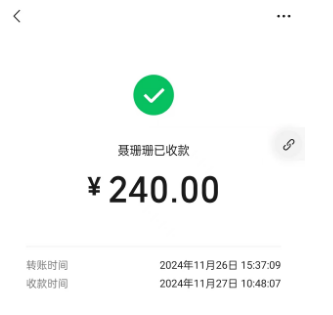 聂珊珊已收款
¥ 240.00
转账时间 2024年11月26日 15:37:09
收款时间 2024年11月27日 10:48:07